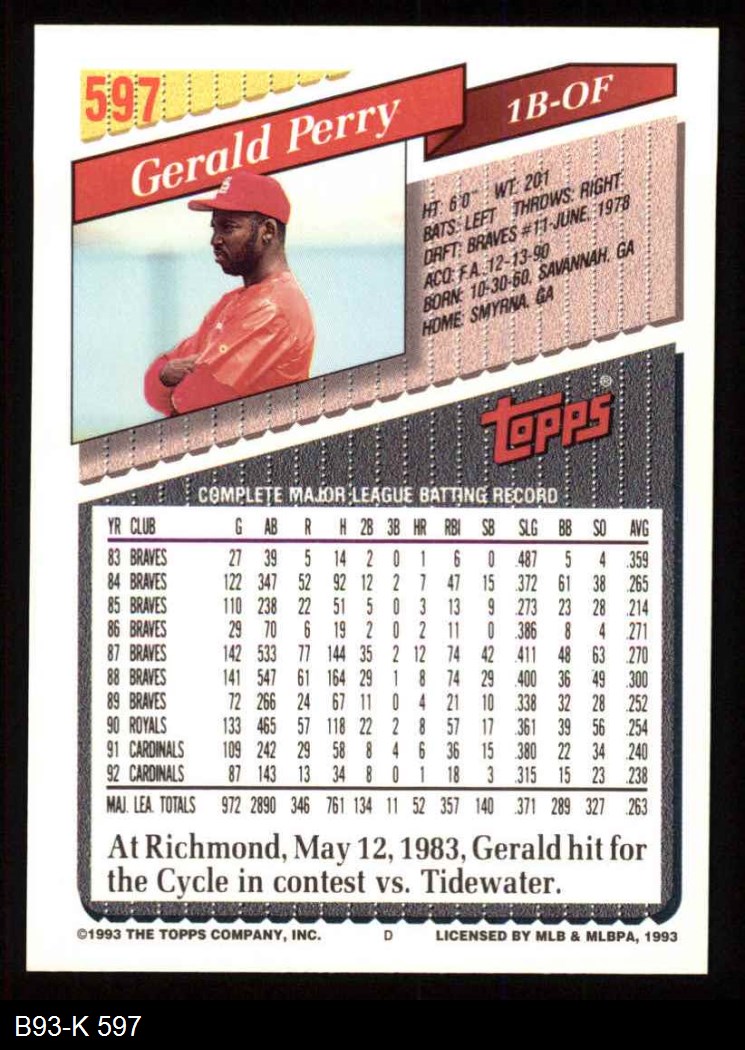 597
Gerald Perry
1B-OF
HT: 6'0" WT: 201
BATS: LEFT THROWS: RIGHT
DRFT: BRAVES #11-JUNE, 1978
ACQ: F.A. 12-13-90
BORN: 10-30-60, SAVANNAH, GA
HOME: SMYRNA, GA
topps®
COMPLETE MAJOR LEAGUE BATTING RECORD
YR CLUB G AB R H 2B 3B HR RBI SB SLG BB SO AVG
83 BRAVES 27 39 5 14 2 0 1 6 0 .487 5 4 .359
84 BRAVES 122 347 52 92 12 2 7 47 15 .372 61 38 .265
85 BRAVES 110 238 22 51 5 0 3 13 9 .273 23 28 .214
86 BRAVES 29 70 6 19 2 0 2 11 0 .386 8 4 .271
87 BRAVES 142 533 77 144 35 2 12 74 42 .411 48 63 .270
88 BRAVES 141 547 61 164 29 1 8 74 29 .400 36 49 .300
89 BRAVES 72 266 24 67 11 0 4 21 10 .338 32 28 .252
90 ROYALS 133 465 57 118 22 2 8 57 17 .361 39 56 .254
91 CARDINALS 109 242 29 58 8 4 6 36 15 .380 22 34 .240
92 CARDINALS 87 143 13 34 8 0 1 18 3 .315 15 23 .238
MAJ. LEA. TOTALS 972 2890 346 761 134 11 52 357 140 .371 289 327 .263
At Richmond, May 12, 1983, Gerald hit for
the Cycle in contest vs. Tidewater.
©1993 THE TOPPS COMPANY, INC. D LICENSED BY MLB & MLBPA, 1993
B93-K 597